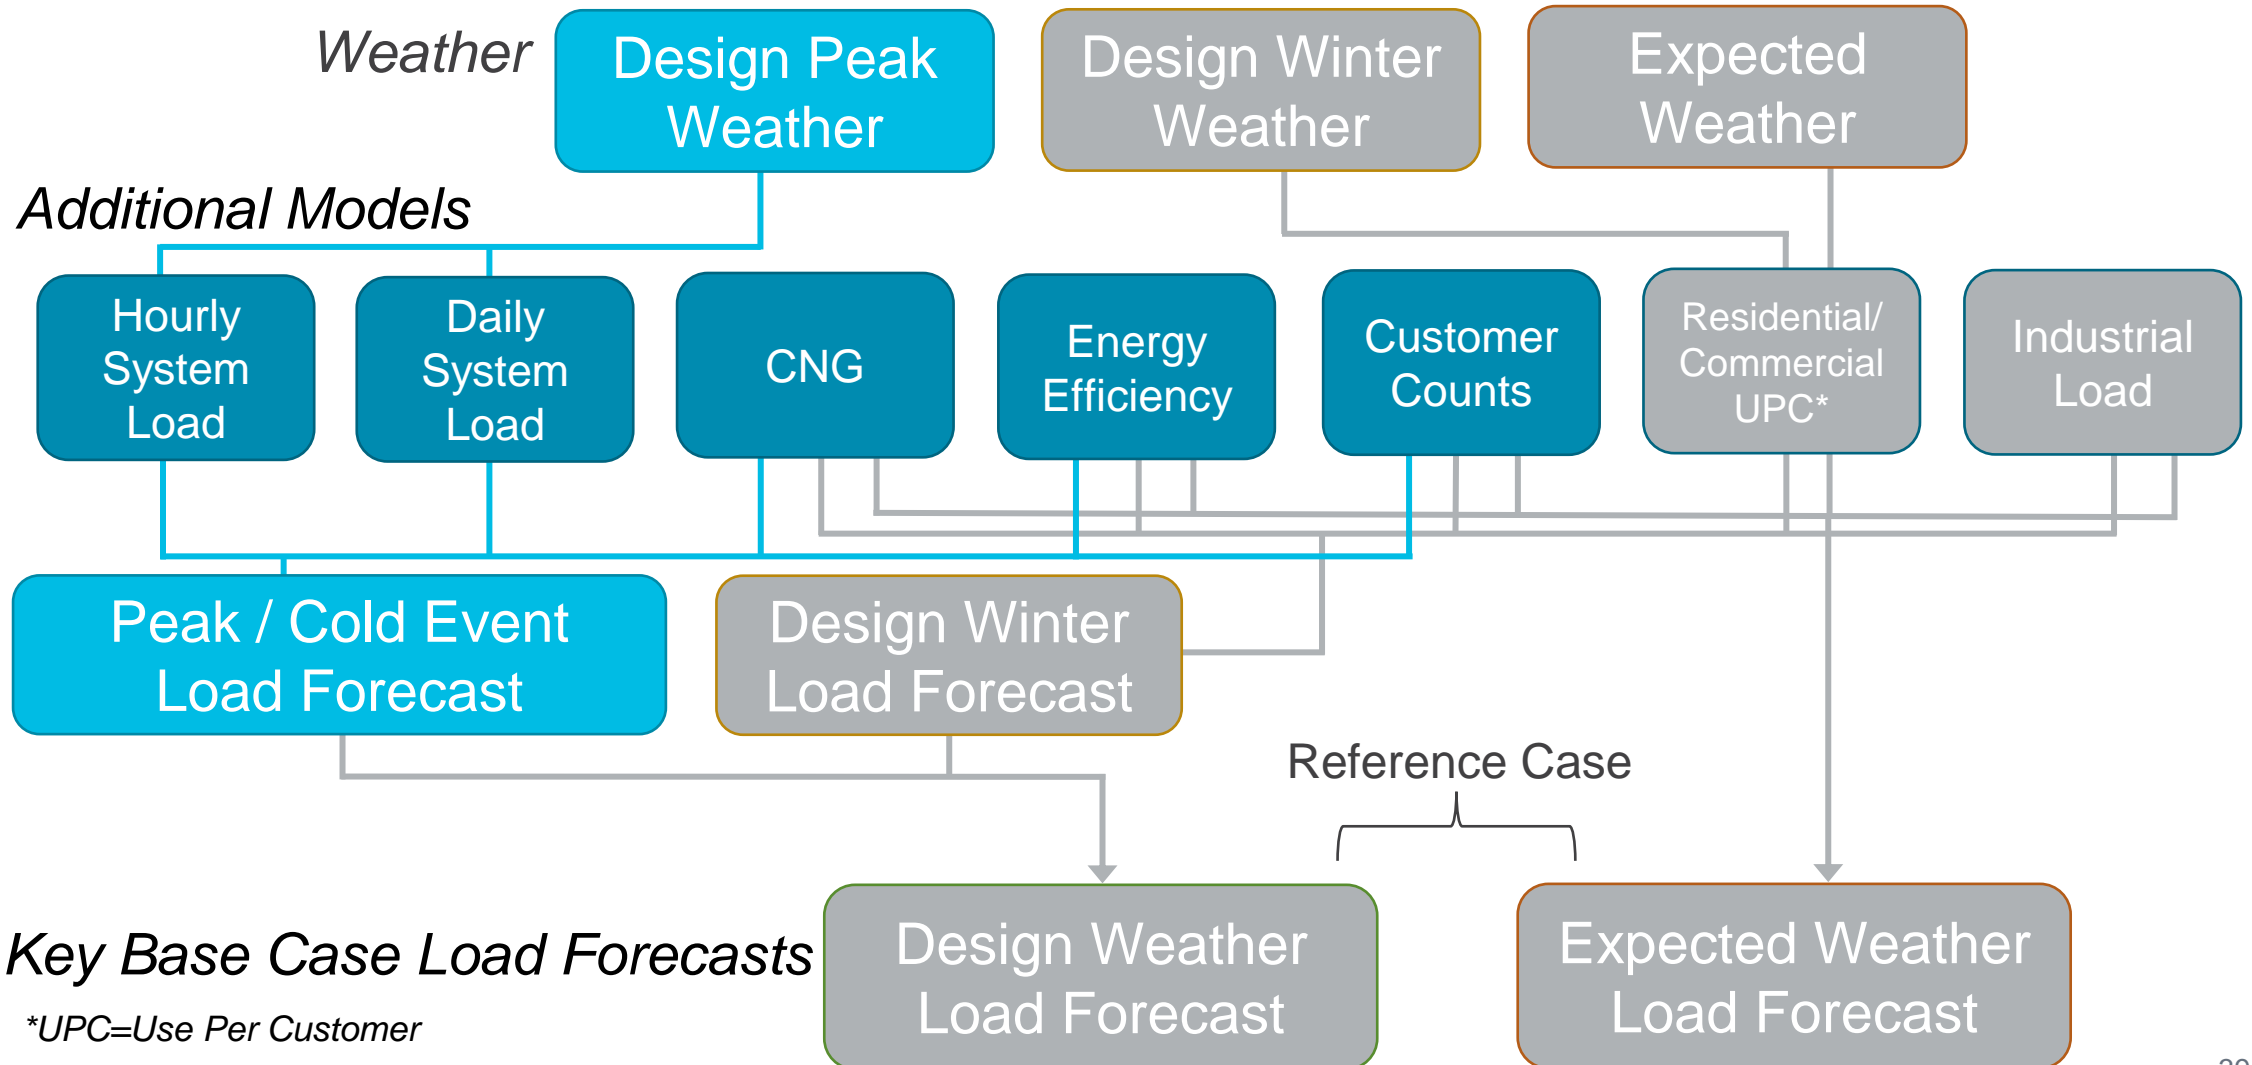 Weather
Design Peak
Weather
Design Winter
Weather
Expected
Weather
Additional Models
Hourly
System
Load
Daily
System
Load
CNG
Energy
Efficiency
Customer
Counts
Residential/
Commercial
UPC*
Industrial
Load
Peak / Cold Event
Load Forecast
Design Winter
Load Forecast
Reference Case
Key Base Case Load Forecasts
Design Weather
Load Forecast
Expected Weather
Load Forecast
*UPC=Use Per Customer